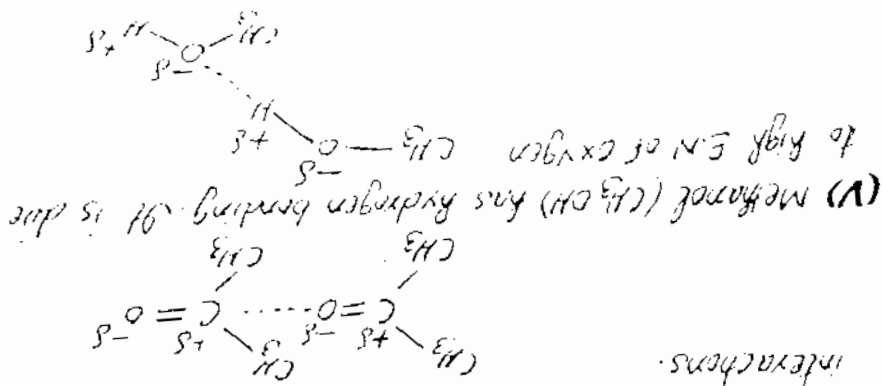 interactions.
CH₃ CH₃
δ+ δ− δ+ δ−
C=O ...... C=O
CH₃ CH₃
(V) Methanol (CH₃OH) has hydrogen bonding. It is due
to high E.N of oxygen
δ−
CH₃—O
δ+
H
δ−
O
CH₃ H δ+